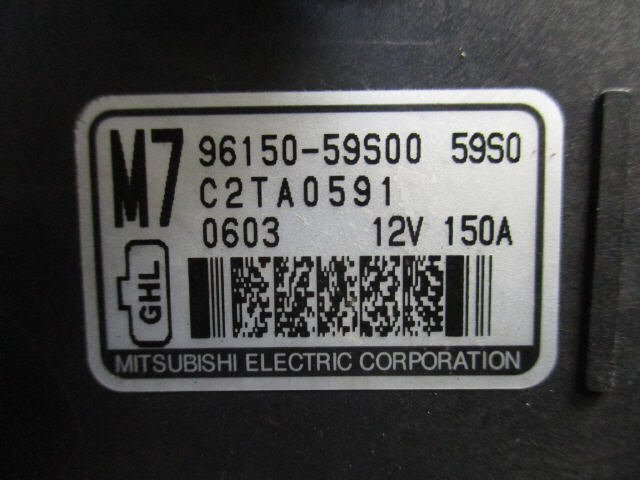 M7 96150-59S00 59S0
C2TA0591
0603 12V 150A
GHL
MITSUBISHI ELECTRIC CORPORATION